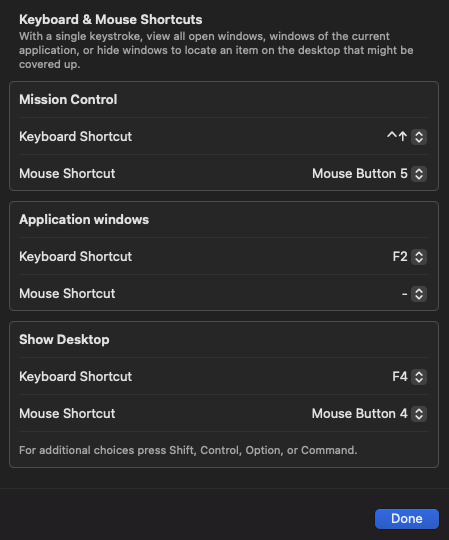 Keyboard & Mouse Shortcuts
With a single keystroke, view all open windows, windows of the current
application, or hide windows to locate an item on the desktop that might be
covered up.
Mission Control
Keyboard Shortcut ^↑
Mouse Shortcut Mouse Button 5
Application windows
Keyboard Shortcut F2
Mouse Shortcut -
Show Desktop
Keyboard Shortcut F4
Mouse Shortcut Mouse Button 4
For additional choices press Shift, Control, Option, or Command.
Done